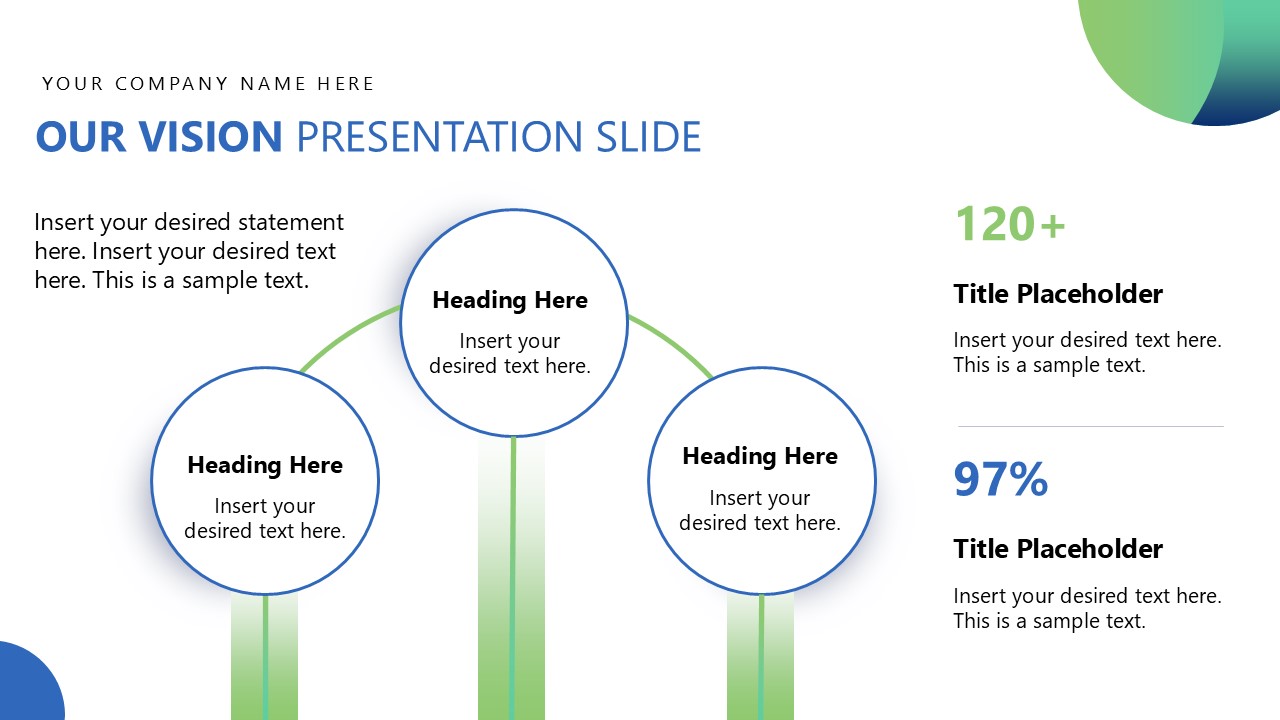 YOUR COMPANY NAME HERE
OUR VISION PRESENTATION SLIDE
Insert your desired statement
here. Insert your desired text
here. This is a sample text.
Heading Here
Insert your
desired text here.
Heading Here
Insert your
desired text here.
Heading Here
Insert your
desired text here.
120+
Title Placeholder
Insert your desired text here.
This is a sample text.
97%
Title Placeholder
Insert your desired text here.
This is a sample text.